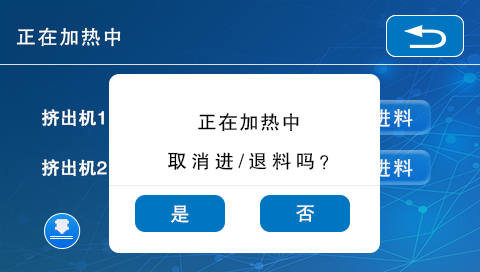 正在加热中
挤出机1
进料
挤出机2
进料
正在加热中
取消进/退料吗?
是
否